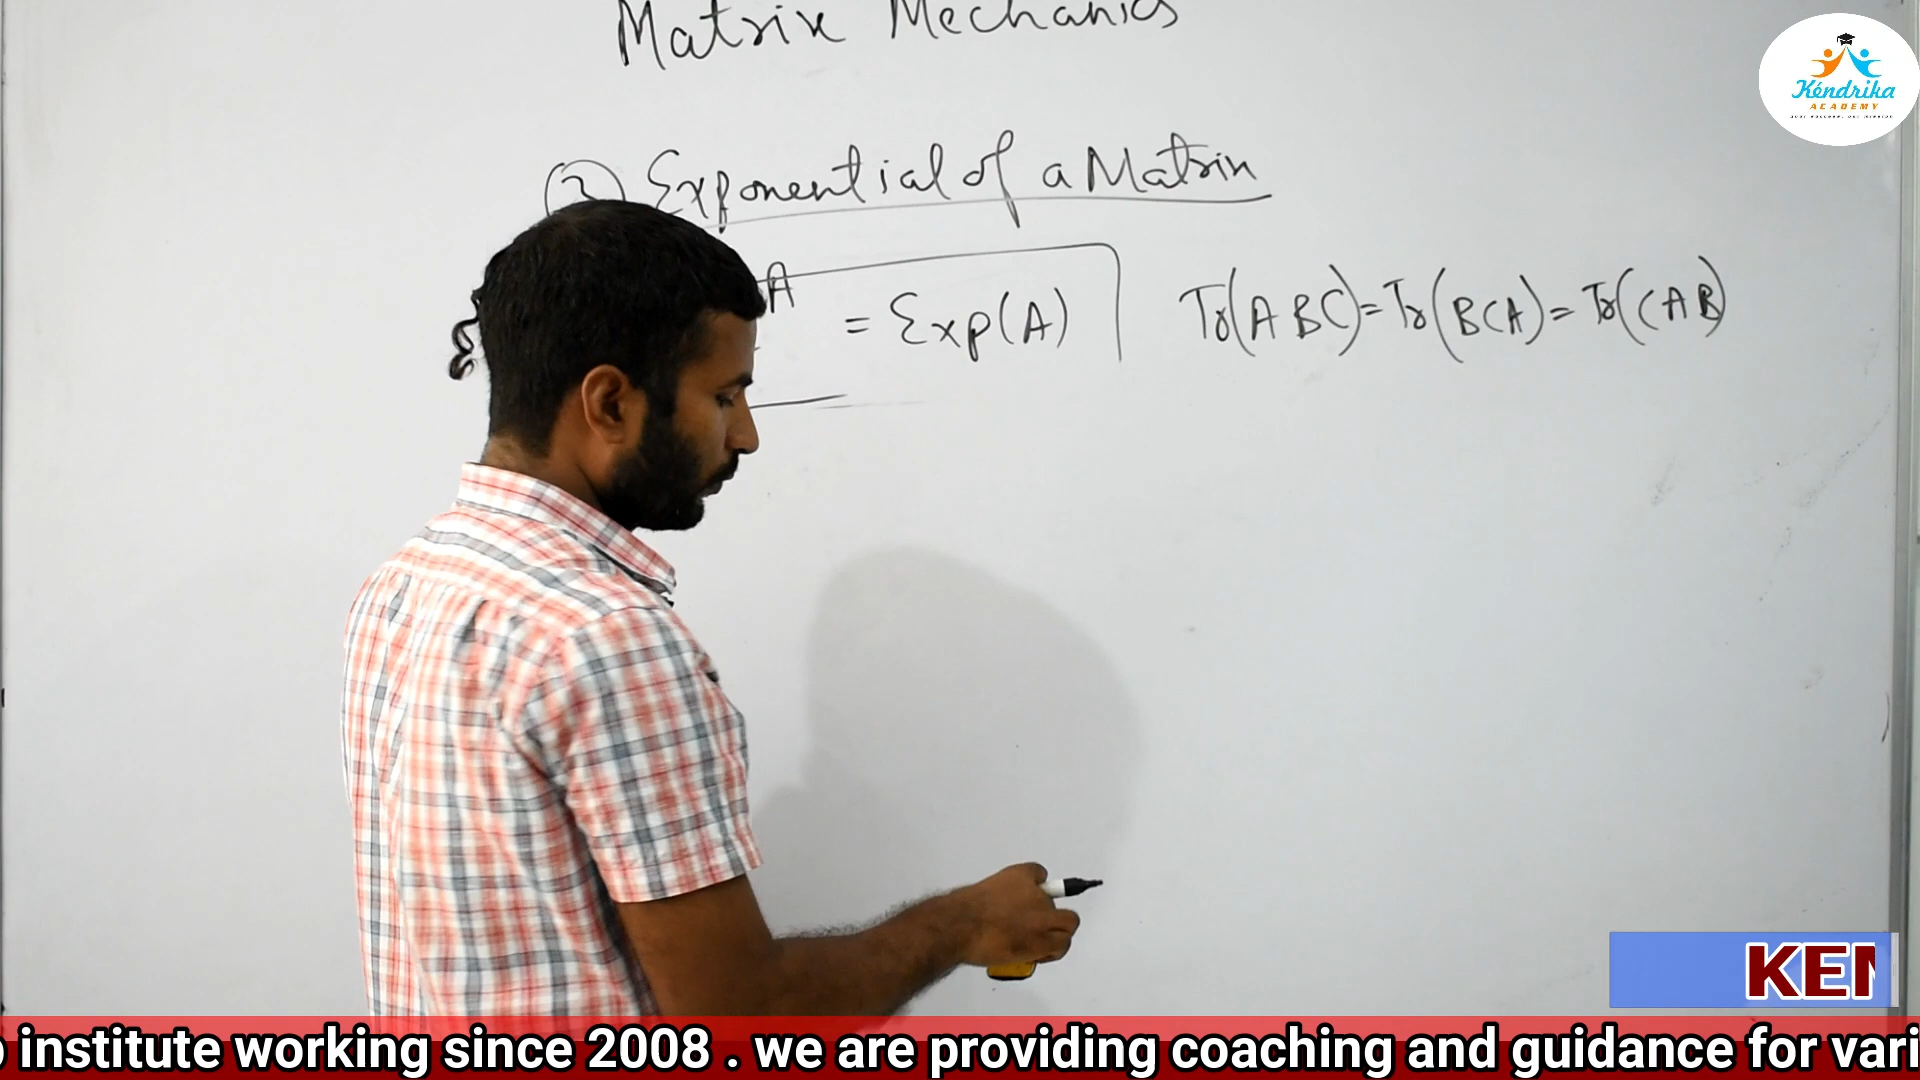 Matrix Mechanics
Kéndrika
ACADEMY
Exponential of a Matrix
A = Exp(A)
Tr(ABC)=Tr(BCA)=Tr(CAB)
KEN
institute working since 2008 . we are providing coaching and guidance for vari